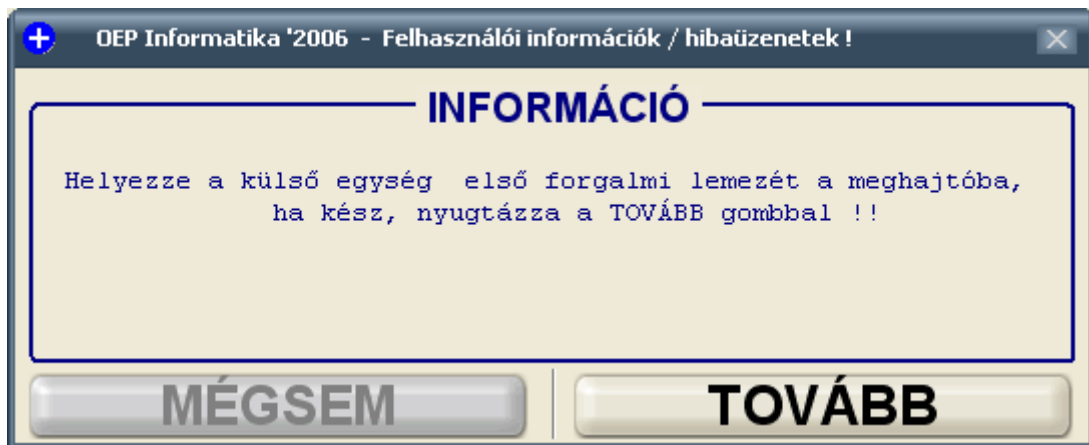 OEP Informatika '2006 - Felhasználói információk / hibaüzenetek !
INFORMÁCIÓ
Helyezze a külső egység első forgalmi lemezét a meghajtóba,
ha kész, nyugtázza a TOVÁBB gombbal !!
MÉGSEM TOVÁBB